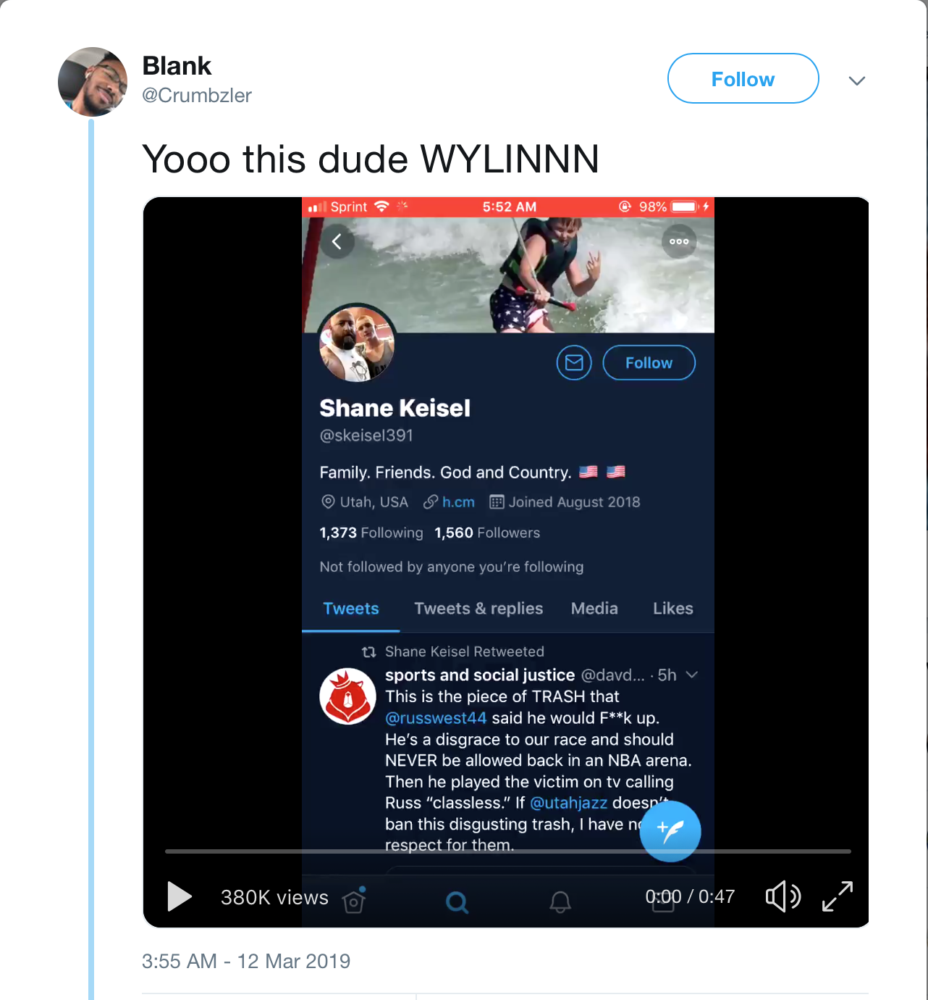 Blank
@Crumbzler
Follow
Yooo this dude WYLINNN
Sprint 5:52 AM 98%
Follow
Shane Keisel
@skeisel391
Family. Friends. God and Country. 🇺🇸 🇺🇸
Utah, USA h.cm Joined August 2018
1,373 Following 1,560 Followers
Not followed by anyone you're following
Tweets Tweets & replies Media Likes
Shane Keisel Retweeted
sports and social justice @davd... · 5h
This is the piece of TRASH that
@russwest44 said he would F**k up.
He's a disgrace to our race and should
NEVER be allowed back in an NBA arena.
Then he played the victim on tv calling
Russ “classless.” If @utahjazz doesn't
ban this disgusting trash, I have
respect for them.
380K views 0:00 / 0:47
3:55 AM - 12 Mar 2019